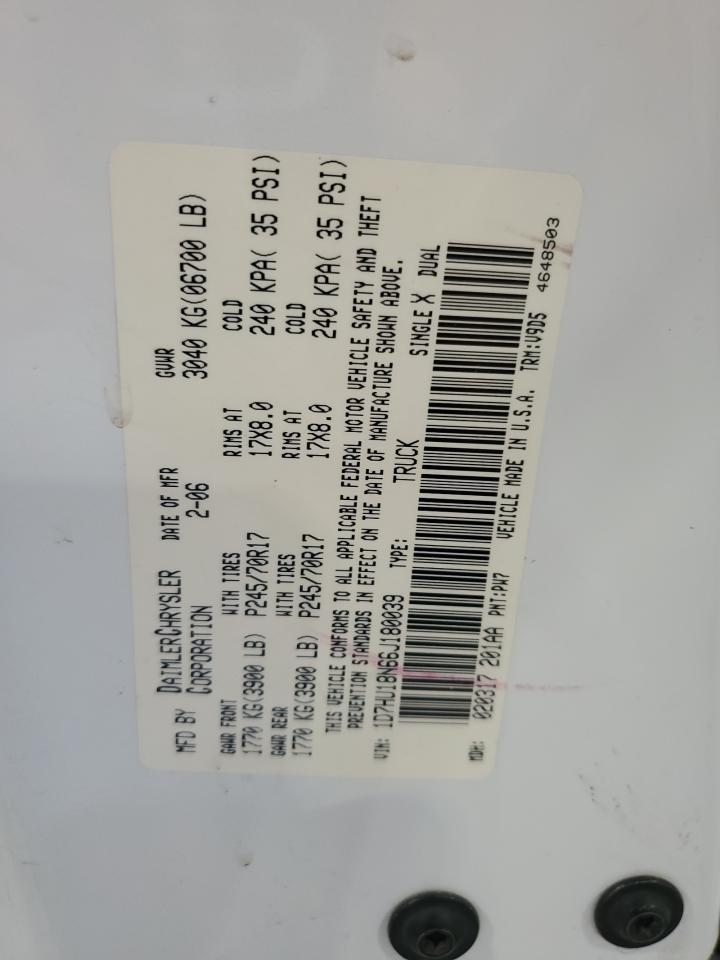 MFD BY DAIMLERCHRYSLER CORPORATION DATE OF MFR 2-06 GVWR 3040 KG(06700 LB)
GAWR FRONT WITH TIRES RIMS AT COLD
1770 KG(3900 LB) P245/70R17 17X8.0 240 KPA( 35 PSI)
GAWR REAR WITH TIRES RIMS AT COLD
1770 KG(3900 LB) P245/70R17 17X8.0 240 KPA( 35 PSI)
THIS VEHICLE CONFORMS TO ALL APPLICABLE FEDERAL MOTOR VEHICLE SAFETY AND THEFT
PREVENTION STANDARDS IN EFFECT ON THE DATE OF MANUFACTURE SHOWN ABOVE.
VIN: 1D7HU18N66J180039 TYPE: TRUCK SINGLE X DUAL
MDH: 020317 201AA PNT:PW7 VEHICLE MADE IN U.S.A. TRM:V9D5
4648503